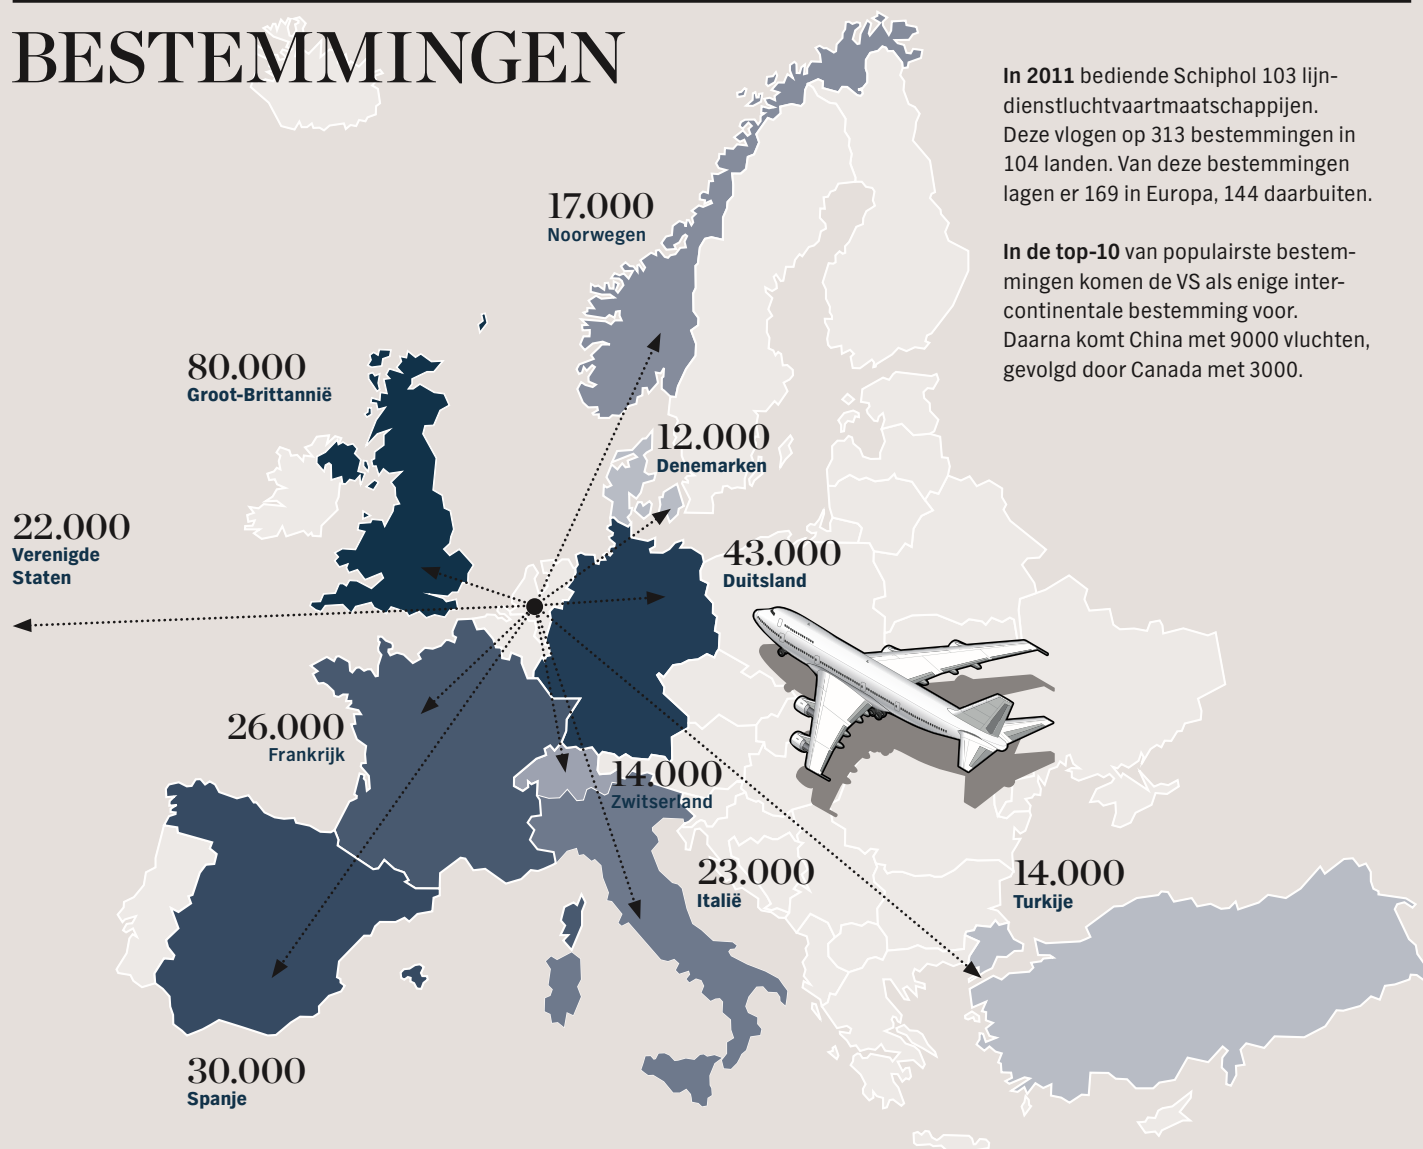 BESTEMMINGEN
In 2011 bediende Schiphol 103 lijn-
dienstluchtvaartmaatschappijen.
Deze vlogen op 313 bestemmingen in
104 landen. Van deze bestemmingen
lagen er 169 in Europa, 144 daarbuiten.
In de top-10 van populairste bestem-
mingen komen de VS als enige inter-
continentale bestemming voor.
Daarna komt China met 9000 vluchten,
gevolgd door Canada met 3000.
17.000
Noorwegen
80.000
Groot-Brittannië
12.000
Denemarken
22.000
Verenigde
Staten
43.000
Duitsland
26.000
Frankrijk
14.000
Zwitserland
23.000
Italië
14.000
Turkije
30.000
Spanje